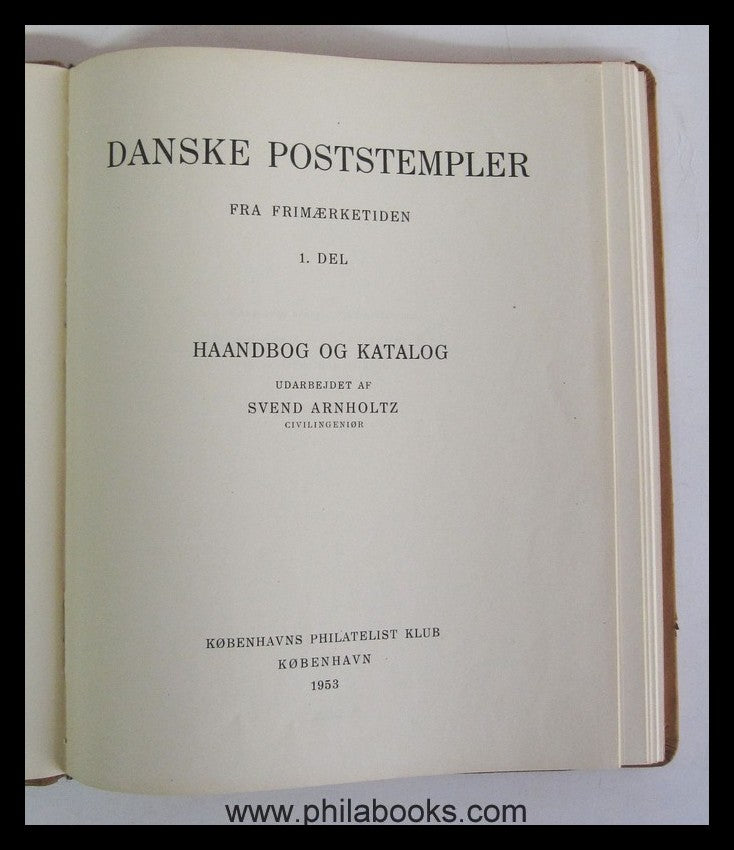 DANSKE POSTSTEMPLER
FRA FRIMÆRKETIDEN
1. DEL
HAANDBOG OG KATALOG
UDARBEJDET AF
SVEND ARNHOLTZ
CIVILINGENIØR
KØBENHAVNS PHILATELIST KLUB
KØBENHAVN
1953
www.philabooks.com